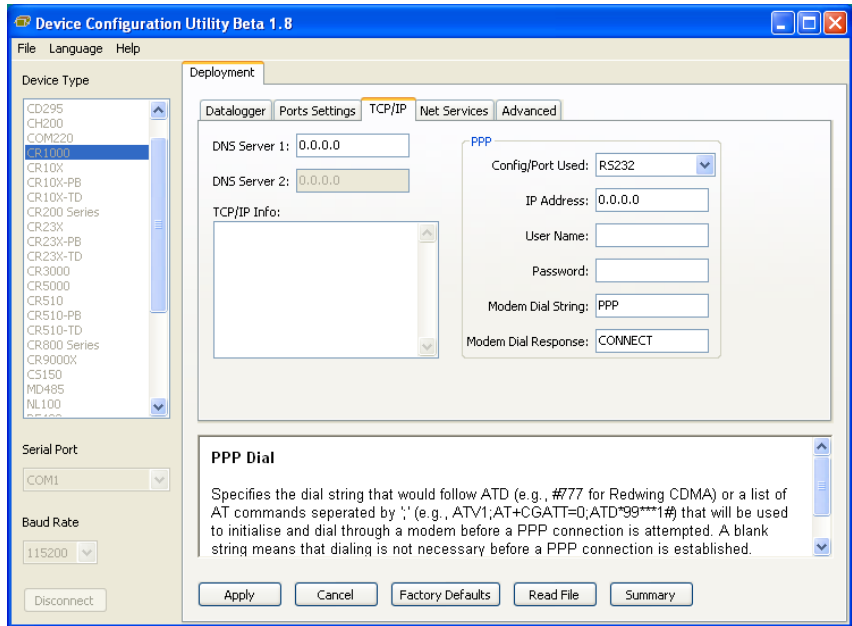 Device Configuration Utility Beta 1.8
File Language Help
Device Type
CD295
CH200
COM220
CR1000
CR10X
CR10X-PB
CR10X-TD
CR200 Series
CR23X
CR23X-PB
CR23X-TD
CR3000
CR5000
CR510
CR510-PB
CR510-TD
CR800 Series
CR9000X
CS150
MD485
NL100
Serial Port
COM1
Baud Rate
115200
Disconnect
Deployment
Datalogger Ports Settings TCP/IP Net Services Advanced
DNS Server 1: 0.0.0.0
DNS Server 2: 0.0.0.0
TCP/IP Info:
PPP
Config/Port Used: RS232
IP Address: 0.0.0.0
User Name:
Password:
Modem Dial String: PPP
Modem Dial Response: CONNECT
PPP Dial
Specifies the dial string that would follow ATD (e.g., #777 for Redwing CDMA) or a list of
AT commands seperated by ';' (e.g., ATV1;AT+CGATT=0;ATD*99***1#) that will be used
to initialise and dial through a modem before a PPP connection is attempted. A blank
string means that dialing is not necessary before a PPP connection is established.
Apply Cancel Factory Defaults Read File Summary